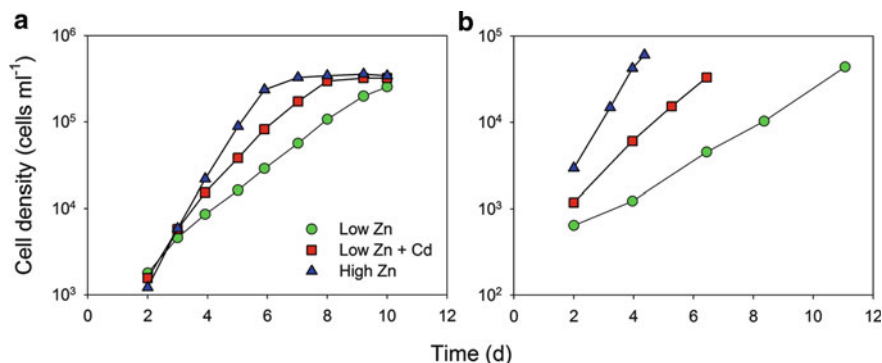 a
b
Cell density (cells ml⁻¹)
10⁶
10⁵
10⁴
10³
0 2 4 6 8 10 12
Low Zn
Low Zn + Cd
High Zn
10⁵
10⁴
10³
10²
0 2 4 6 8 10 12
Time (d)